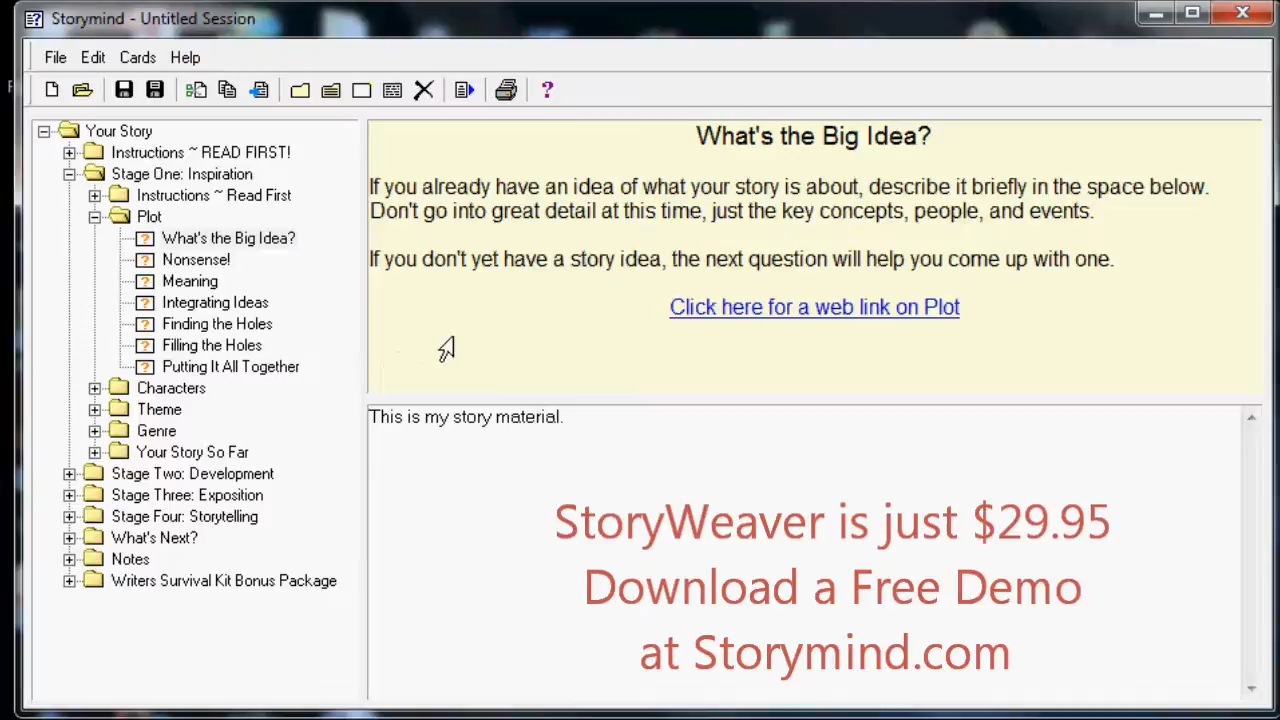 Storymind - Untitled Session
File Edit Cards Help
Your Story
Instructions ~ READ FIRST!
Stage One: Inspiration
Instructions ~ Read First
Plot
What's the Big Idea?
Nonsense!
Meaning
Integrating Ideas
Finding the Holes
Filling the Holes
Putting It All Together
Characters
Theme
Genre
Your Story So Far
Stage Two: Development
Stage Three: Exposition
Stage Four: Storytelling
What's Next?
Notes
Writers Survival Kit Bonus Package
What's the Big Idea?
If you already have an idea of what your story is about, describe it briefly in the space below.
Don't go into great detail at this time, just the key concepts, people, and events.
If you don't yet have a story idea, the next question will help you come up with one.
Click here for a web link on Plot
This is my story material.
StoryWeaver is just $29.95
Download a Free Demo
at Storymind.com